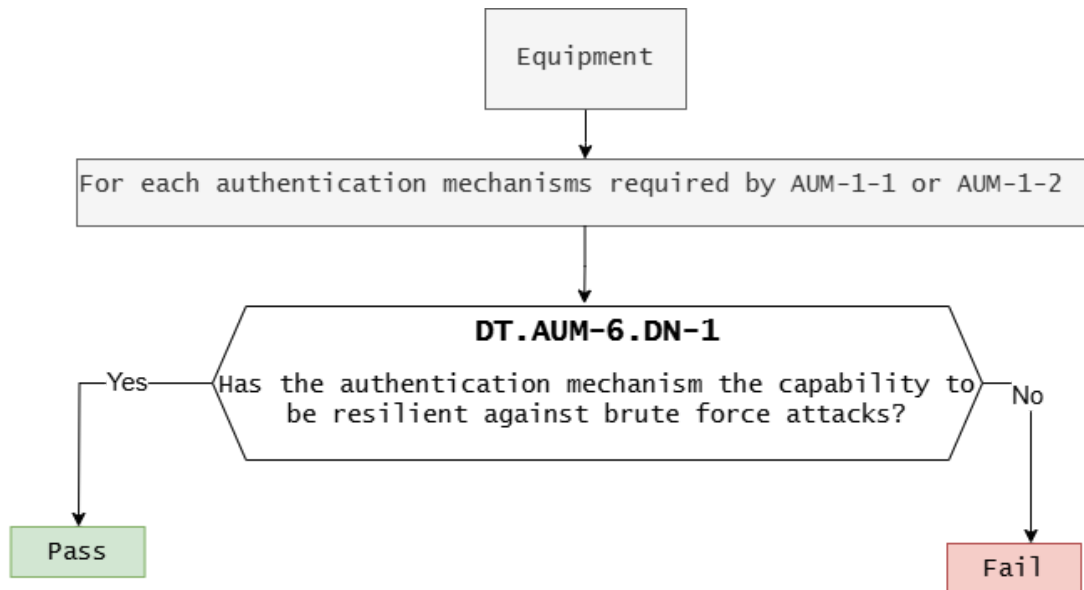 Equipment
For each authentication mechanisms required by AUM-1-1 or AUM-1-2
DT.AUM-6.DN-1
Yes
Has the authentication mechanism the capability to
be resilient against brute force attacks?
No
Pass
Fail